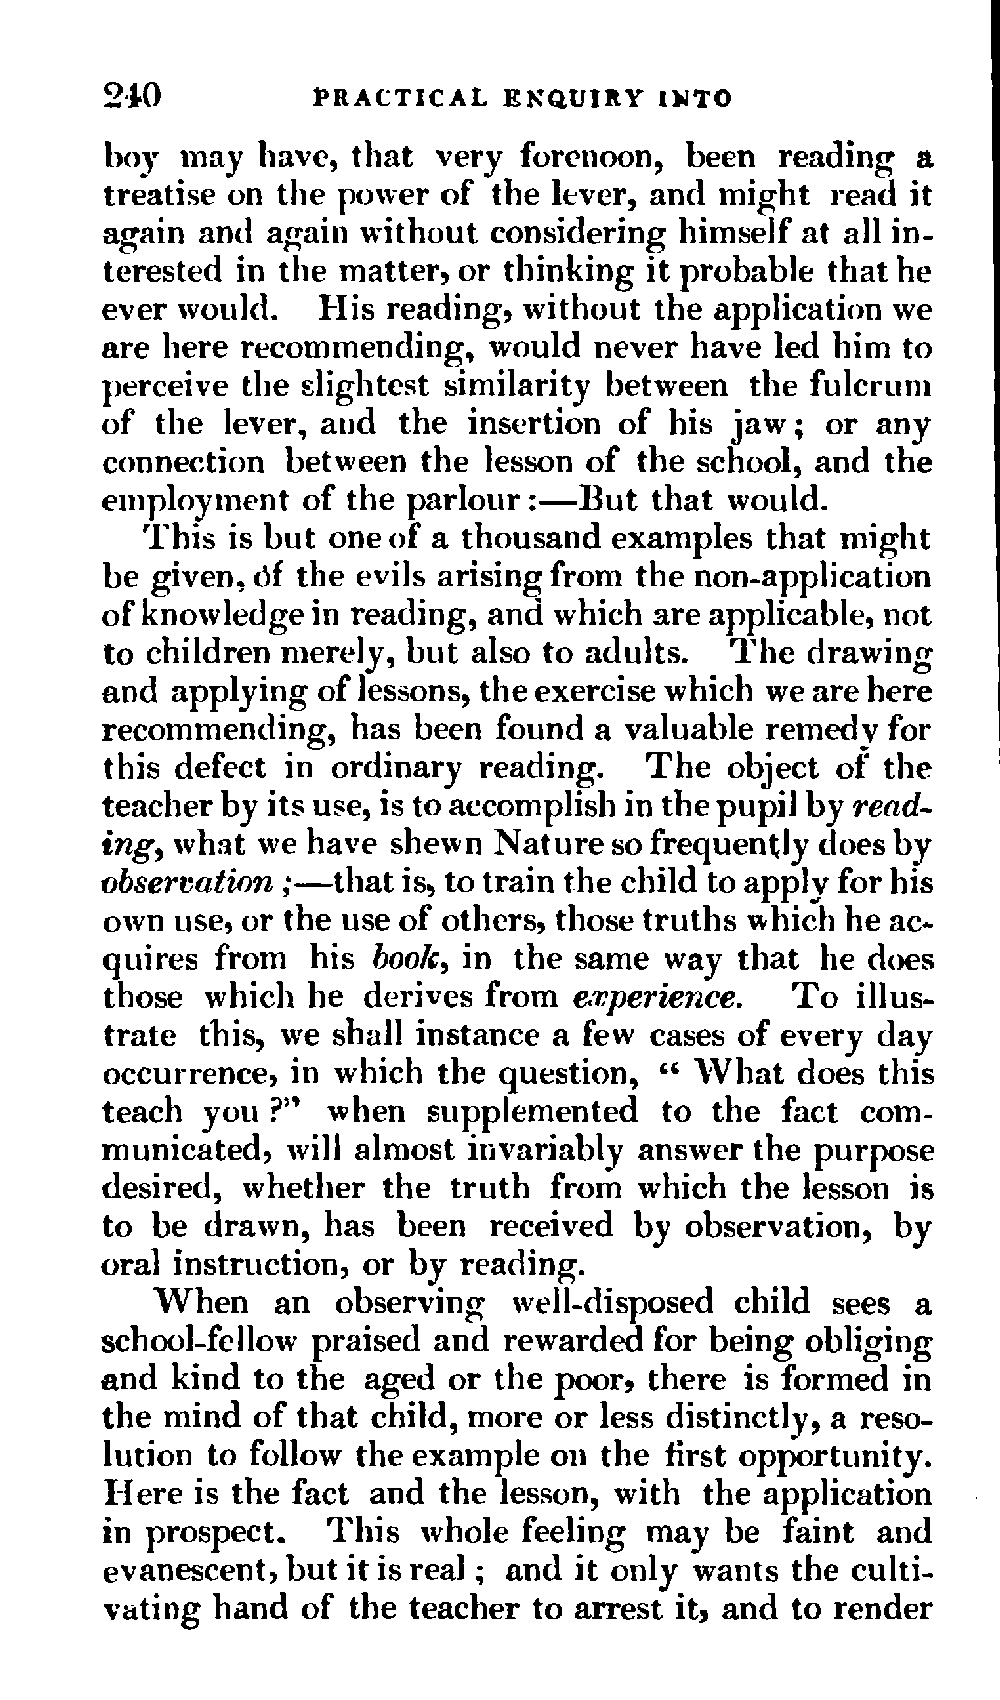 240 PRACTICAL ENQUIRY INTO
boy may have, that very forenoon, been reading a
treatise on the power of the lever, and might read it
again and again without considering himself at all in-
terested in the matter, or thinking it probable that he
ever would. His reading, without the application we
are here recommending, would never have led him to
perceive the slightest similarity between the fulcrum
of the lever, and the insertion of his jaw; or any
connection between the lesson of the school, and the
employment of the parlour:—But that would.
This is but one of a thousand examples that might
be given, of the evils arising from the non-application
of knowledge in reading, and which are applicable, not
to children merely, but also to adults. The drawing
and applying of lessons, the exercise which we are here
recommending, has been found a valuable remedy for
this defect in ordinary reading. The object of the
teacher by its use, is to accomplish in the pupil by read-
ing, what we have shewn Nature so frequently does by
observation;—that is, to train the child to apply for his
own use, or the use of others, those truths which he ac-
quires from his book, in the same way that he does
those which he derives from experience. To illus-
trate this, we shall instance a few cases of every day
occurrence, in which the question, “ What does this
teach you ?” when supplemented to the fact com-
municated, will almost invariably answer the purpose
desired, whether the truth from which the lesson is
to be drawn, has been received by observation, by
oral instruction, or by reading.
When an observing well-disposed child sees a
school-fellow praised and rewarded for being obliging
and kind to the aged or the poor, there is formed in
the mind of that child, more or less distinctly, a reso-
lution to follow the example on the first opportunity.
Here is the fact and the lesson, with the application
in prospect. This whole feeling may be faint and
evanescent, but it is real ; and it only wants the culti-
vating hand of the teacher to arrest it, and to render